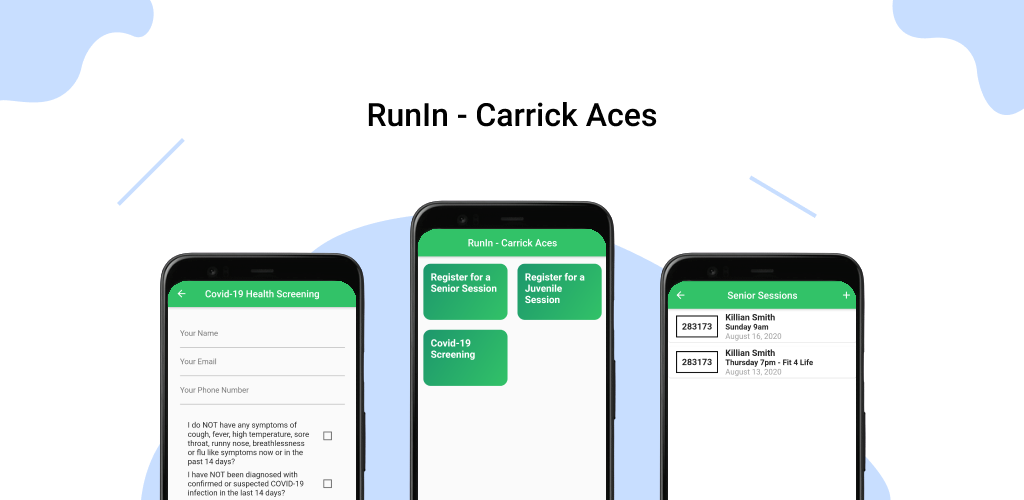 RunIn - Carrick Aces
Covid-19 Health Screening
Your Name
Your Email
Your Phone Number
I do NOT have any symptoms of
cough, fever, high temperature, sore
throat, runny nose, breathlessness
or flu like symptoms now or in the
past 14 days?
I have NOT been diagnosed with
confirmed or suspected COVID-19
infection in the last 14 days?
RunIn - Carrick Aces
Register for a
Senior Session
Register for a
Juvenile
Session
Covid-19
Screening
Senior Sessions
283173
Killian Smith
Sunday 9am
August 16, 2020
283173
Killian Smith
Thursday 7pm - Fit 4 Life
August 13, 2020